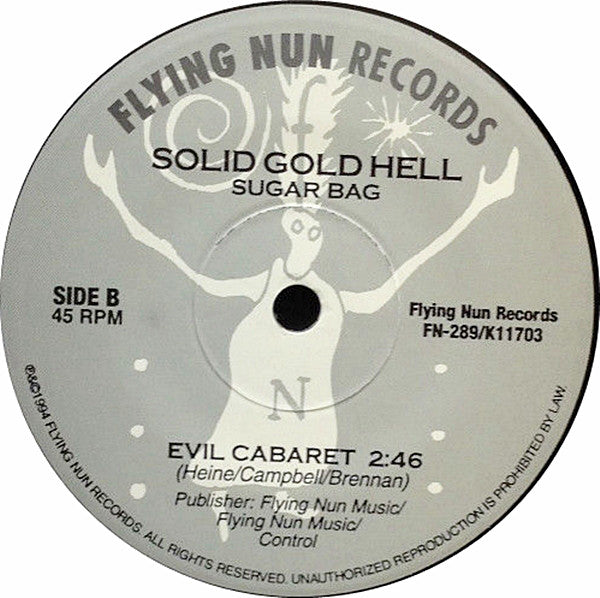 FLYING NUN RECORDS
f
SOLID GOLD HELL
SUGAR BAG
SIDE B
45 RPM
Flying Nun Records
FN-289/K11703
N
EVIL CABARET 2:46
(Heine/Campbell/Brennan)
Publisher: Flying Nun Music/
Flying Nun Music/
Control
℗&©1994 FLYING NUN RECORDS. ALL RIGHTS RESERVED. UNAUTHORIZED REPRODUCTION IS PROHIBITED BY LAW.